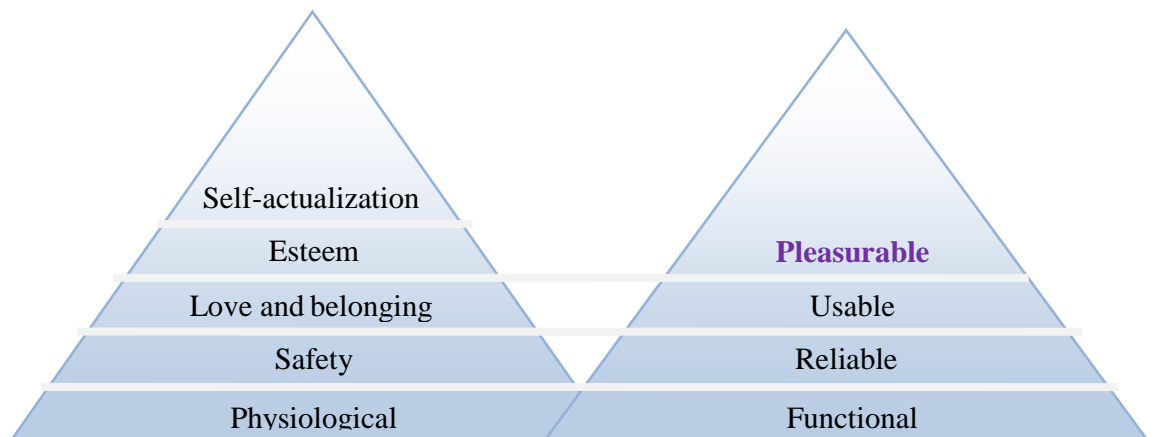 Self-actualization
Esteem
Pleasurable
Love and belonging
Usable
Safety
Reliable
Physiological
Functional